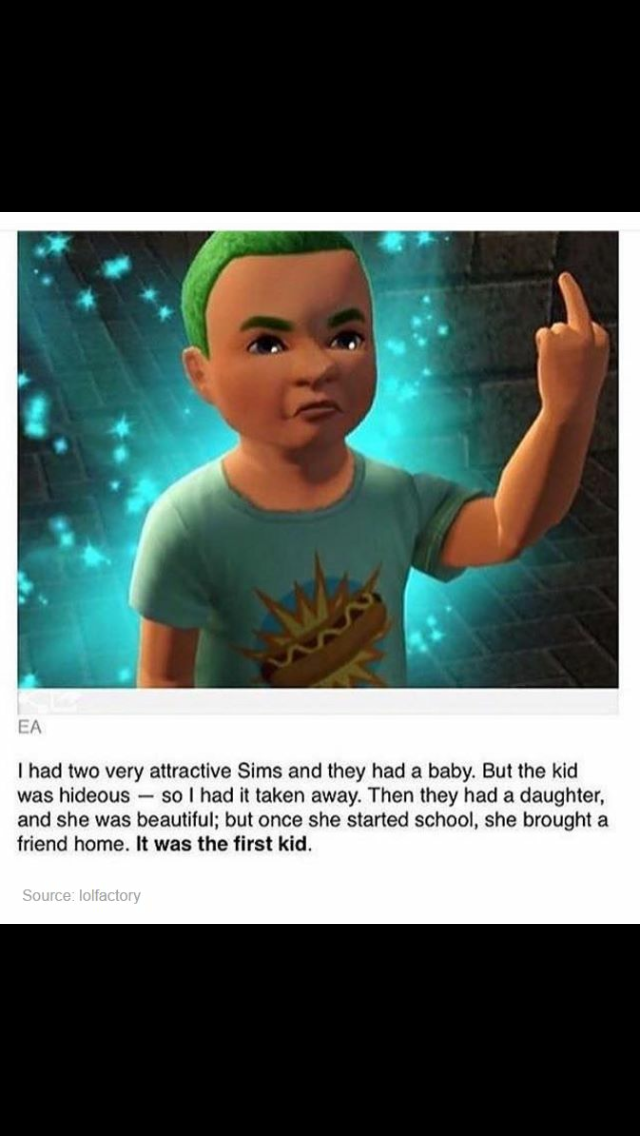 EA
I had two very attractive Sims and they had a baby. But the kid
was hideous — so I had it taken away. Then they had a daughter,
and she was beautiful; but once she started school, she brought a
friend home. It was the first kid.
Source: lolfactory